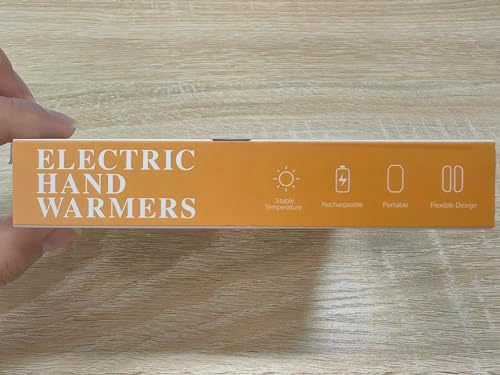 ELECTRIC
HAND
WARMERS
Stable
Temperature
Rechargeable
Portable
Flexible Design